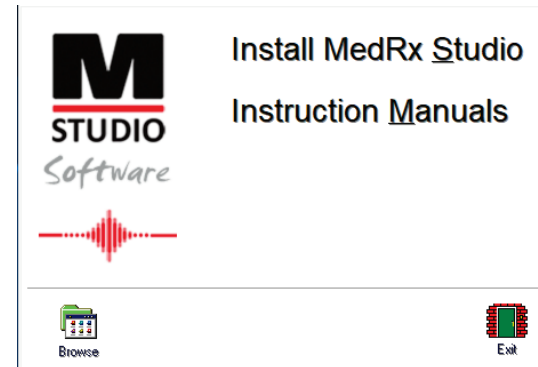 M
STUDIO
Software
Install MedRx Studio
Instruction Manuals
Browse
Exit